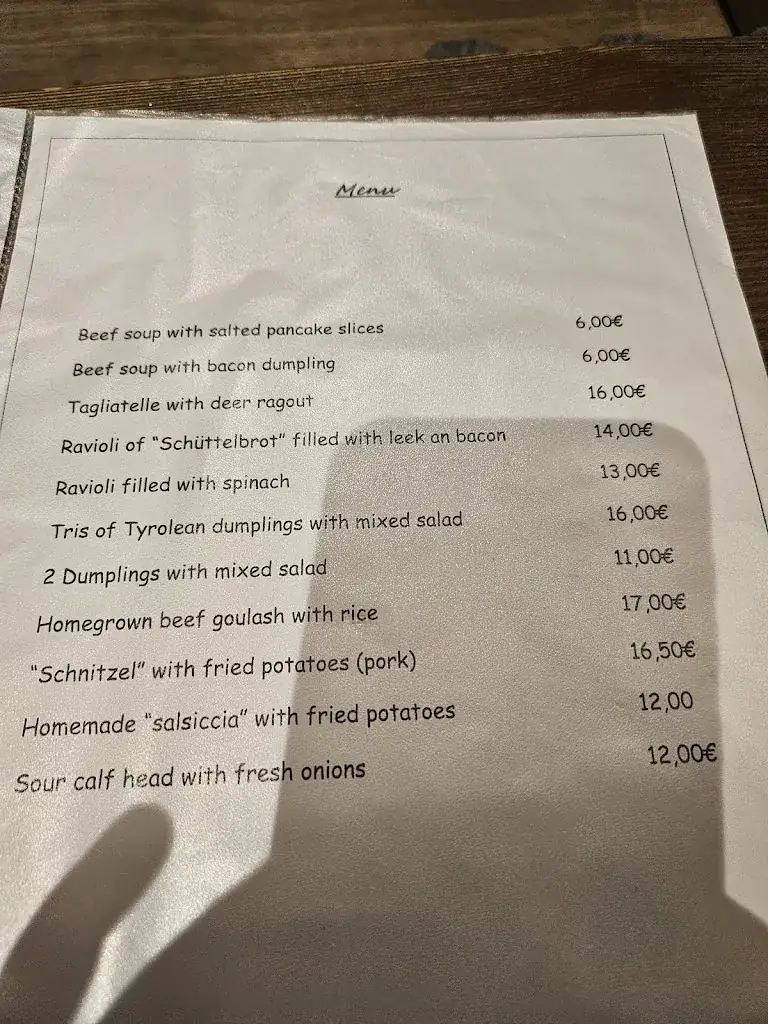 Menu
Beef soup with salted pancake slices 6,00€
Beef soup with bacon dumpling 6,00€
Tagliatelle with deer ragout 16,00€
Ravioli of "Schüttelbrot" filled with leek an bacon 14,00€
Ravioli filled with spinach 13,00€
Tris of Tyrolean dumplings with mixed salad 16,00€
2 Dumplings with mixed salad 11,00€
Homegrown beef goulash with rice 17,00€
"Schnitzel" with fried potatoes (pork) 16,50€
Homemade "salsiccia" with fried potatoes 12,00
Sour calf head with fresh onions 12,00€